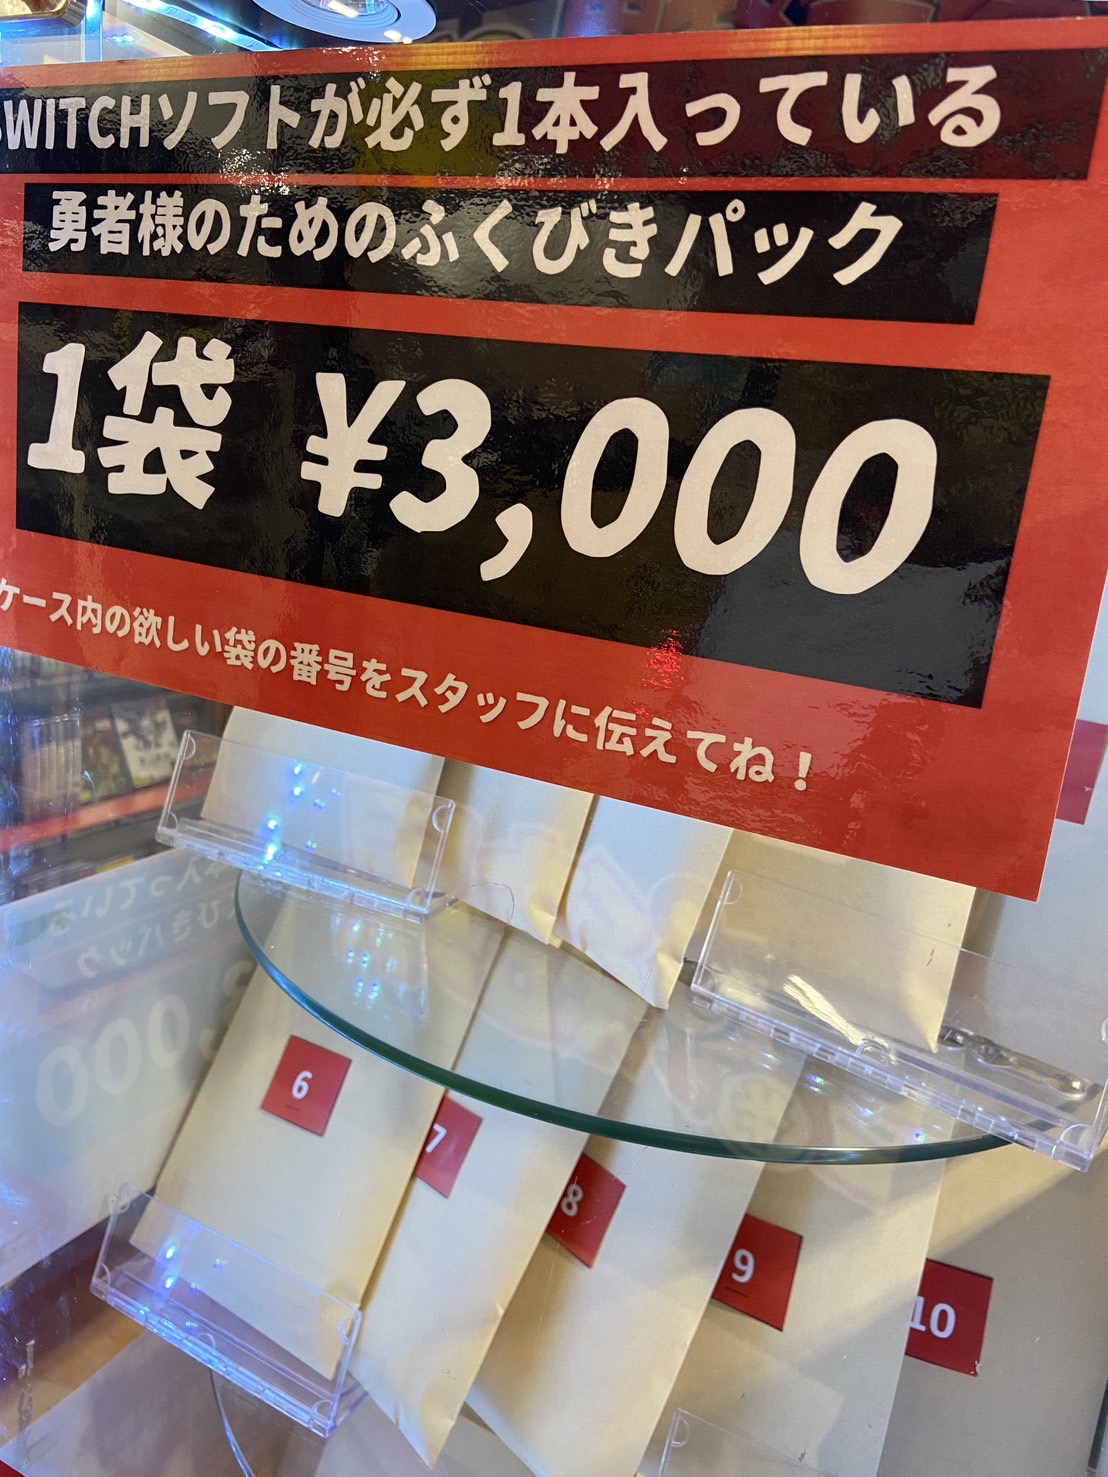 SWITCHソフトが必ず1本入っている
勇者様のためのふくびきパック
1袋 ¥3,000
ケース内の欲しい袋の番号をスタッフに伝えてね！
6
7
8
9
10